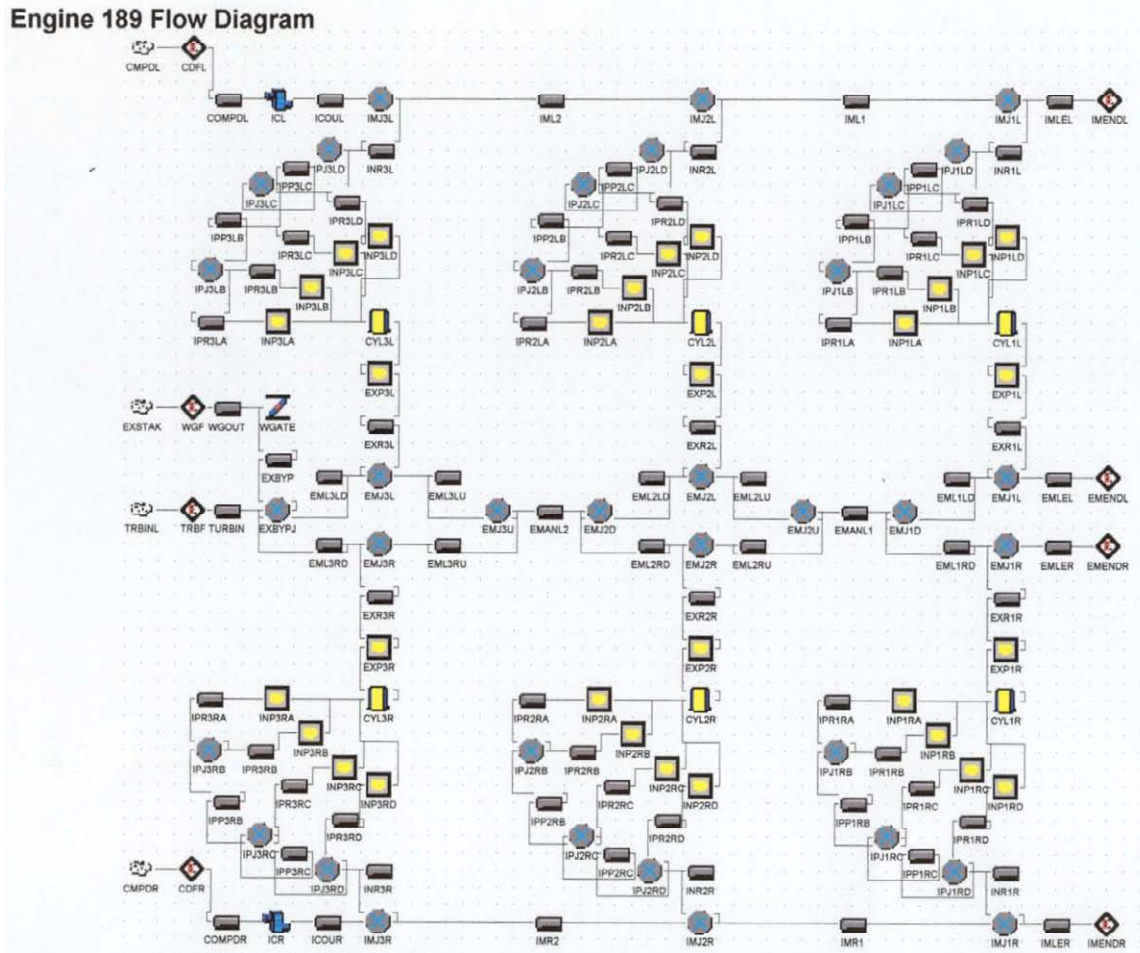 Engine 189 Flow Diagram
CMPDL CDFL
COMPDL ICL ICOUL IMJ3L IML2 IMJ2L IML1 IMJ1L IMLEL IMENDL
IPJ3LD INR3L IPJ2LD INR2L IPJ1LD INR1L
IPP3LC IPP2LC IPP1LC
IPJ3LC IPJ2LC IPJ1LC
IPR3LD IPR2LD IPR1LD
IPP3LB IPP2LB IPP1LB
IPR3LC INP3LD IPR2LC INP2LD IPR1LC INP1LD
INP3LC INP2LC INP1LC
IPJ3LB IPR3LB IPJ2LB IPR2LB IPJ1LB IPR1LB
INP3LB INP2LB INP1LB
IPR3LA INP3LA CYL3L IPR2LA INP2LA CYL2L IPR1LA INP1LA CYL1L
EXP3L EXP2L EXP1L
EXSTAK WGF WGOUT WGATE
EXR3L EXR2L EXR1L
EXBYP
EML3LD EMJ3L EML3LU EML2LD EMJ2L EML2LU EML1LD EMJ1L EMLEL EMENDL
TRBINL TRBF TURBIN EXBYPJ EMJ3U EMANL2 EMJ2D EMJ2U EMANL1 EMJ1D
EML3RD EMJ3R EML3RU EML2RD EMJ2R EML2RU EML1RD EMJ1R EMLER EMENDR
EXR3R EXR2R EXR1R
EXP3R EXP2R EXP1R
IPR3RA INP3RA CYL3R IPR2RA INP2RA CYL2R IPR1RA INP1RA CYL1R
INP3RB INP2RB INP1RB
IPJ3RB IPR3RB IPJ2RB IPR2RB IPJ1RB IPR1RB
INP3RC INP2RC INP1RC
IPR3RC INP3RD IPR2RC INP2RD IPR1RC INP1RD
IPP3RB IPP2RB IPP1RB
IPR3RD IPR2RD IPR1RD
IPJ3RC IPJ2RC IPJ1RC
IPP3RC IPP2RC IPP1RC
CMPDR CDFR IPJ3RD INR3R IPJ2RD INR2R IPJ1RD INR1R
COMPDR ICR ICOUR IMJ3R IMR2 IMJ2R IMR1 IMJ1R IMLER IMENDR